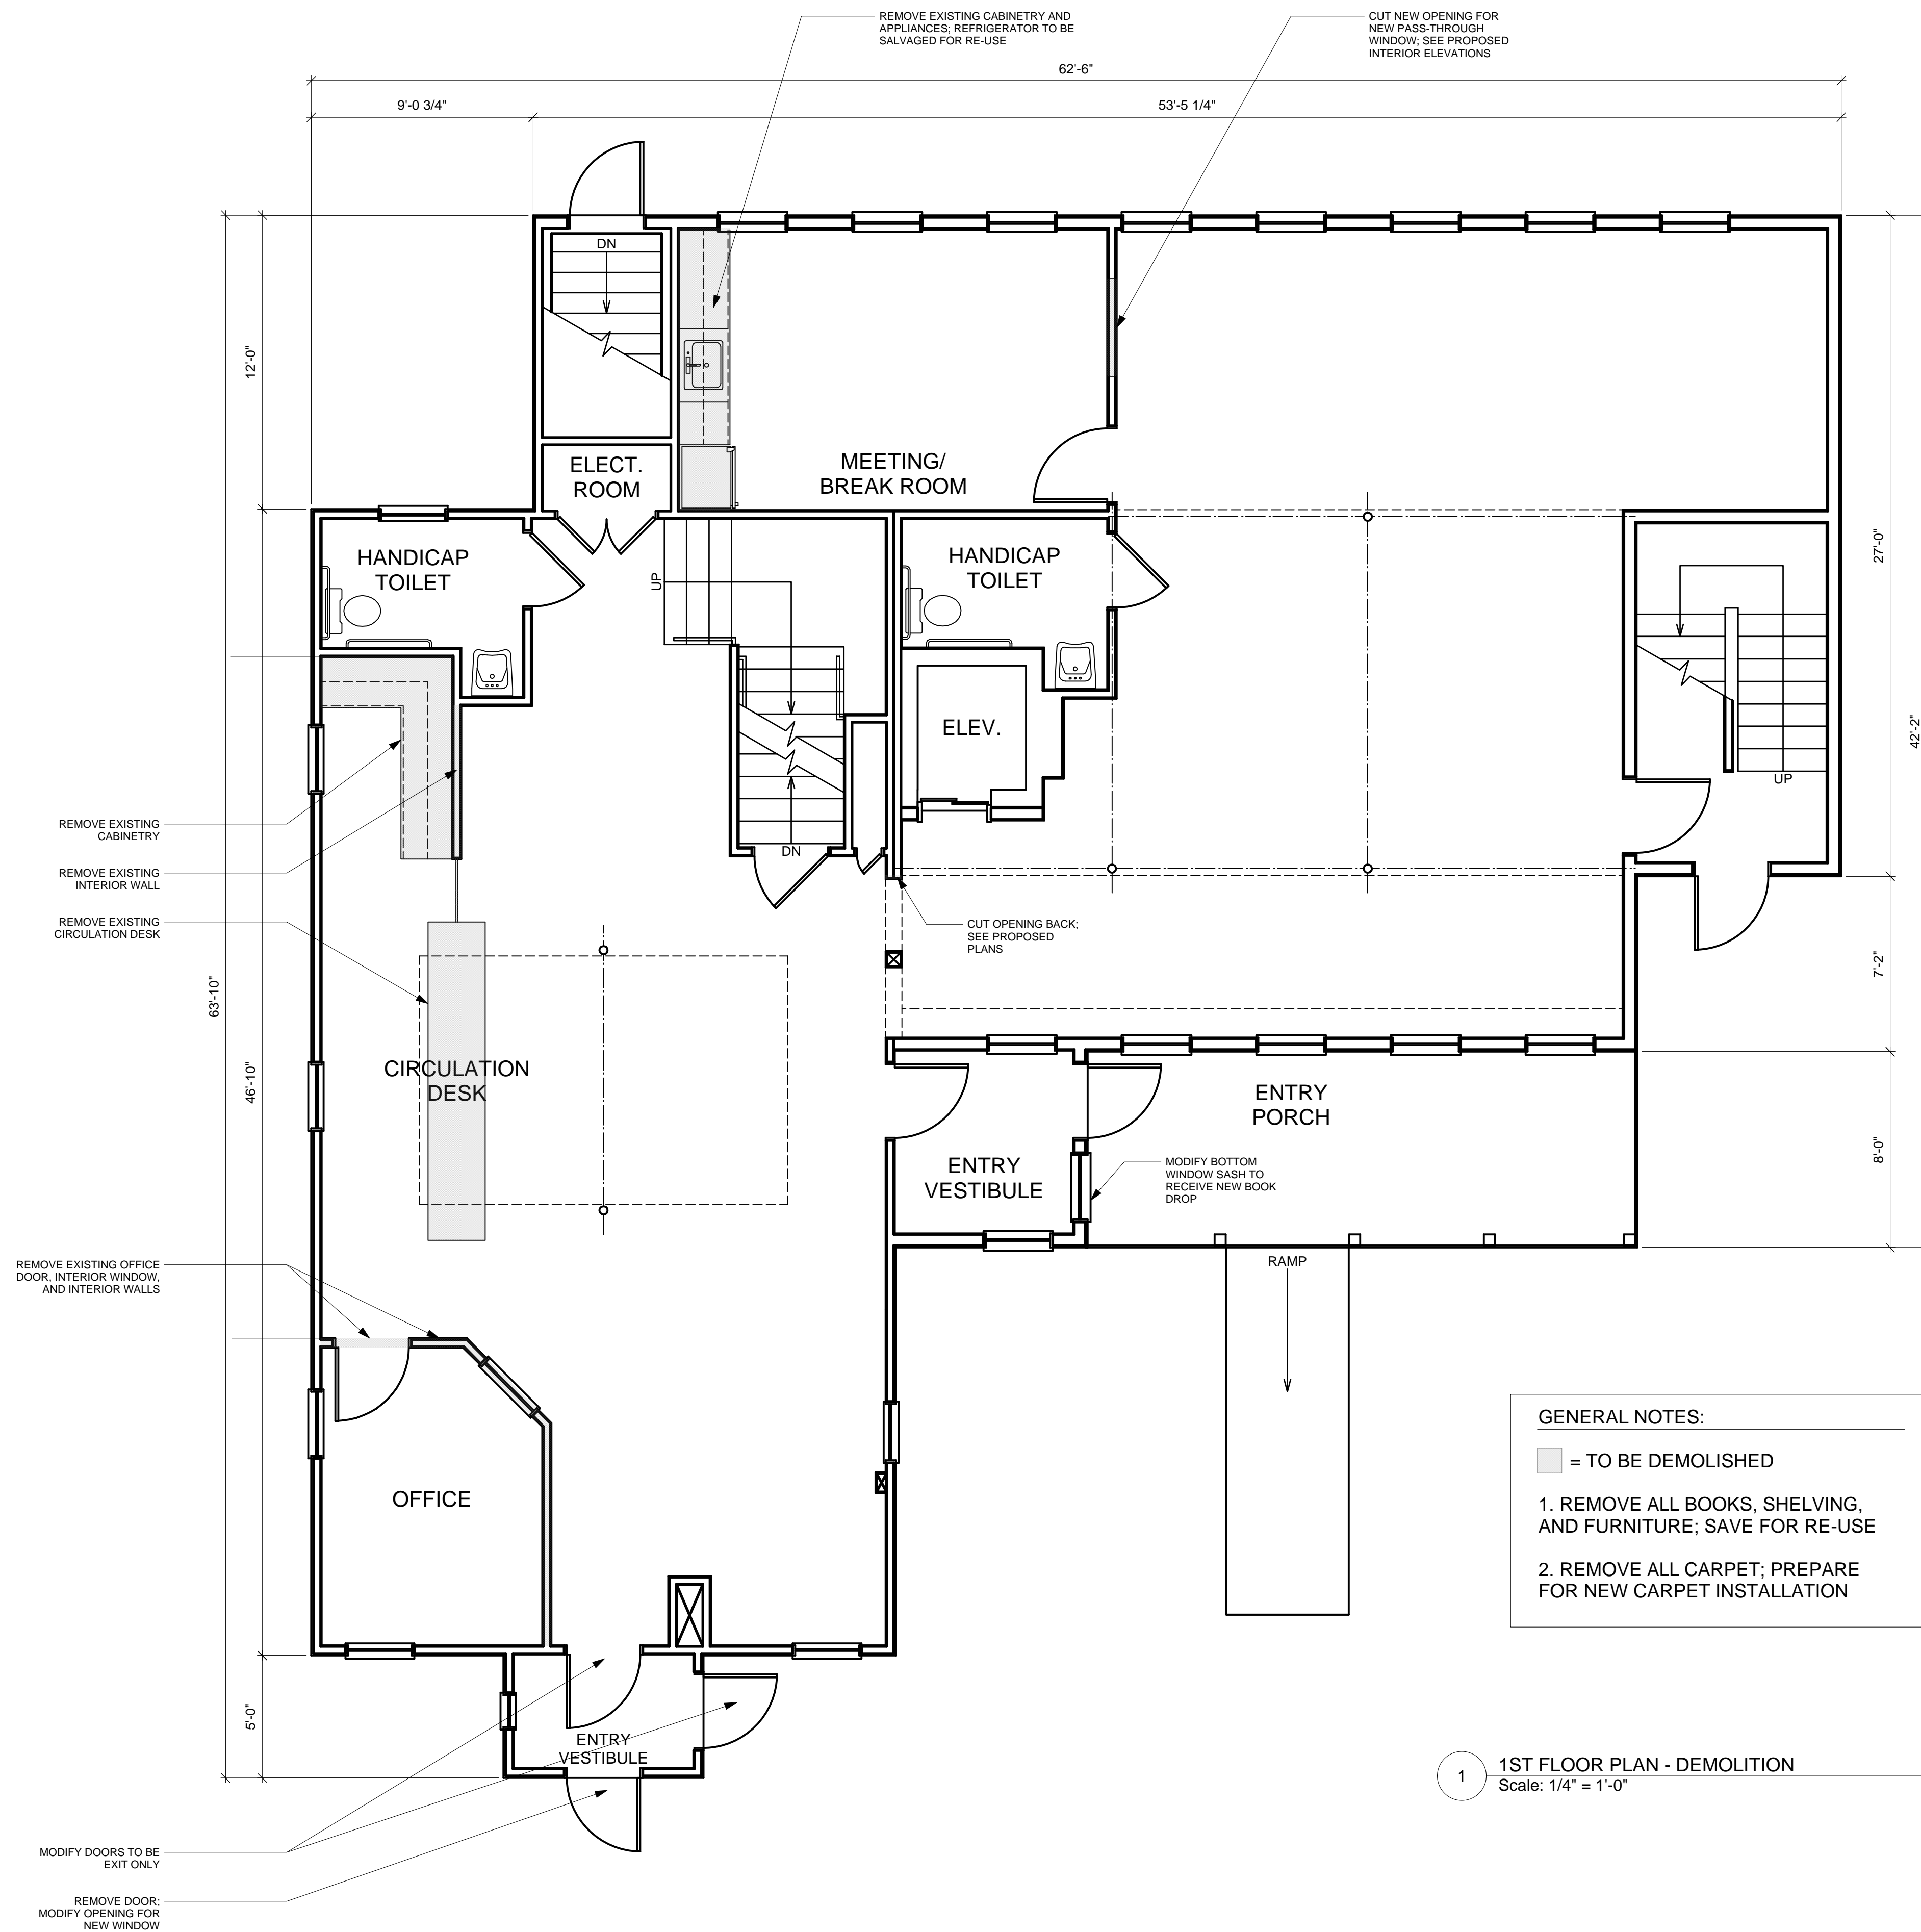 REMOVE EXISTING CABINETRY AND
APPLIANCES; REFRIGERATOR TO BE
SALVAGED FOR RE-USE
CUT NEW OPENING FOR
NEW PASS-THROUGH
WINDOW; SEE PROPOSED
INTERIOR ELEVATIONS
62'-6"
9'-0 3/4"
53'-5 1/4"
DN
12'-0"
MEETING/
BREAK ROOM
ELECT.
ROOM
HANDICAP
TOILET
UP
HANDICAP
TOILET
27'-0"
42'-2"
ELEV.
UP
DN
REMOVE EXISTING
CABINETRY
REMOVE EXISTING
INTERIOR WALL
REMOVE EXISTING
CIRCULATION DESK
CUT OPENING BACK;
SEE PROPOSED
PLANS
7'-2"
63'-10"
46'-10"
CIRCULATION
DESK
ENTRY
PORCH
8'-0"
ENTRY
VESTIBULE
MODIFY BOTTOM
WINDOW SASH TO
RECEIVE NEW BOOK
DROP
RAMP
REMOVE EXISTING OFFICE
DOOR, INTERIOR WINDOW,
AND INTERIOR WALLS
OFFICE
GENERAL NOTES:
= TO BE DEMOLISHED
1. REMOVE ALL BOOKS, SHELVING,
AND FURNITURE; SAVE FOR RE-USE
2. REMOVE ALL CARPET; PREPARE
FOR NEW CARPET INSTALLATION
5'-0"
ENTRY
VESTIBULE
1
1ST FLOOR PLAN - DEMOLITION
Scale: 1/4" = 1'-0"
MODIFY DOORS TO BE
EXIT ONLY
REMOVE DOOR;
MODIFY OPENING FOR
NEW WINDOW